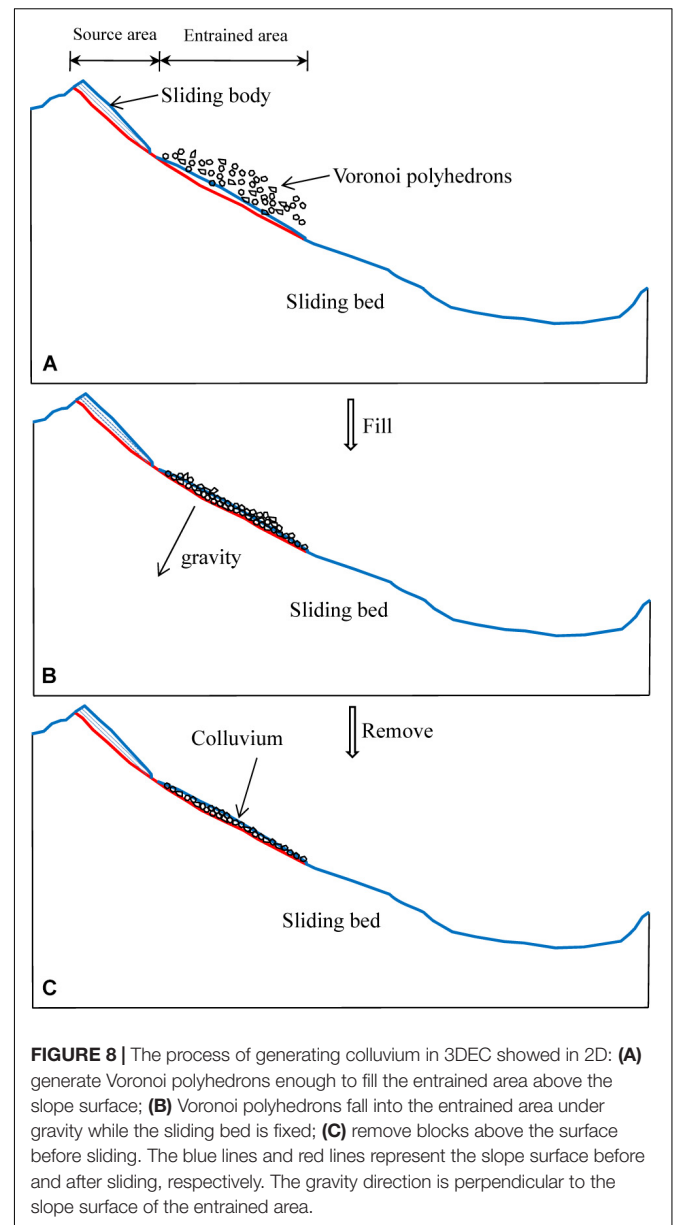 Source area Entrained area
Sliding body
Voronoi polyhedrons
Sliding bed
A
Fill
gravity
Sliding bed
B
Remove
Colluvium
Sliding bed
C
FIGURE 8 | The process of generating colluvium in 3DEC showed in 2D: (A)
generate Voronoi polyhedrons enough to fill the entrained area above the
slope surface; (B) Voronoi polyhedrons fall into the entrained area under
gravity while the sliding bed is fixed; (C) remove blocks above the surface
before sliding. The blue lines and red lines represent the slope surface before
and after sliding, respectively. The gravity direction is perpendicular to the
slope surface of the entrained area.